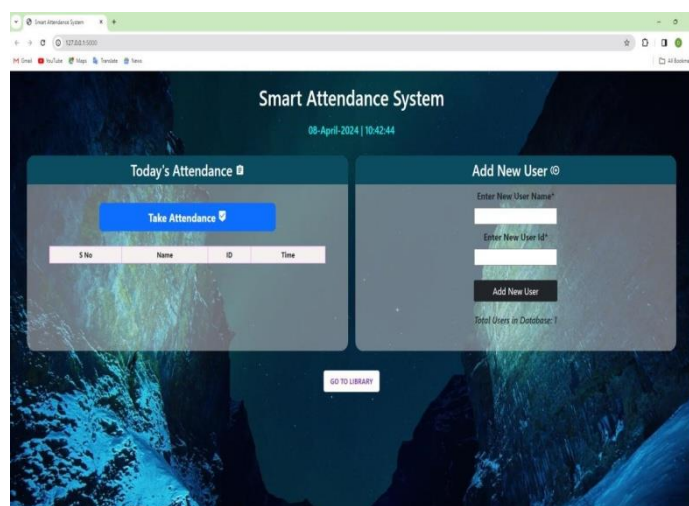 Smart Attendance System
127.0.0.1:5000
Gmail YouTube Maps Translate News
All Bookma
Smart Attendance System
08-April-2024 | 10:42:44
Today's Attendance
Take Attendance
S No Name ID Time
Add New User
Enter New User Name*
Enter New User Id*
Add New User
Total Users in Database: 1
GO TO LIBRARY